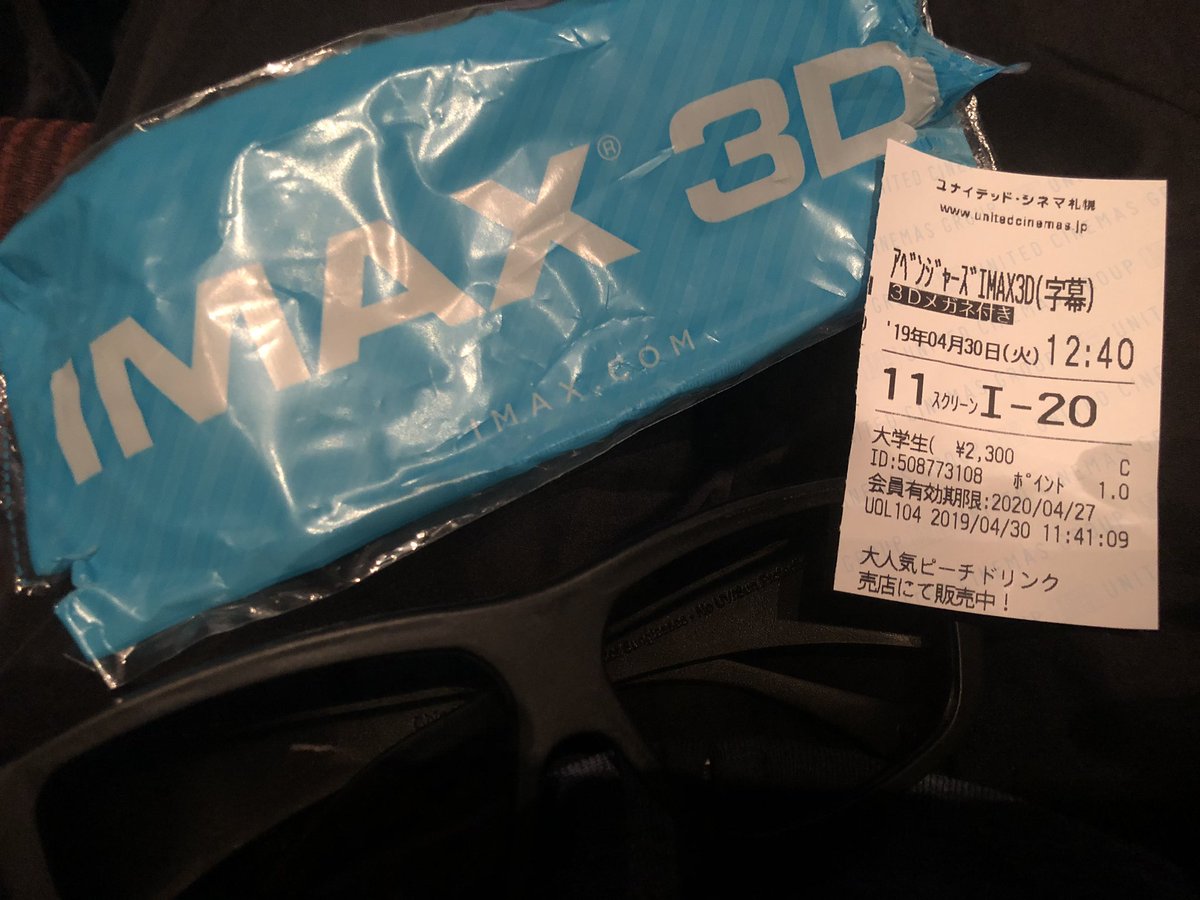 IMAX® 3D
IMAX.COM
ユナイテッド・シネマ札幌
www.unitedcinemas.jp
ｱﾍﾞﾝｼﾞｬｰｽﾞIMAX3D(字幕)
3Dメガネ付き
'19年04月30日(火) 12:40
11 ｽｸﾘｰﾝ I-20
大学生( ¥2,300 C
ID:508773108 ﾎﾟｲﾝﾄ 1.0
会員有効期限:2020/04/27
UOL104 2019/04/30 11:41:09
大人気ピーチドリンク
売店にて販売中！